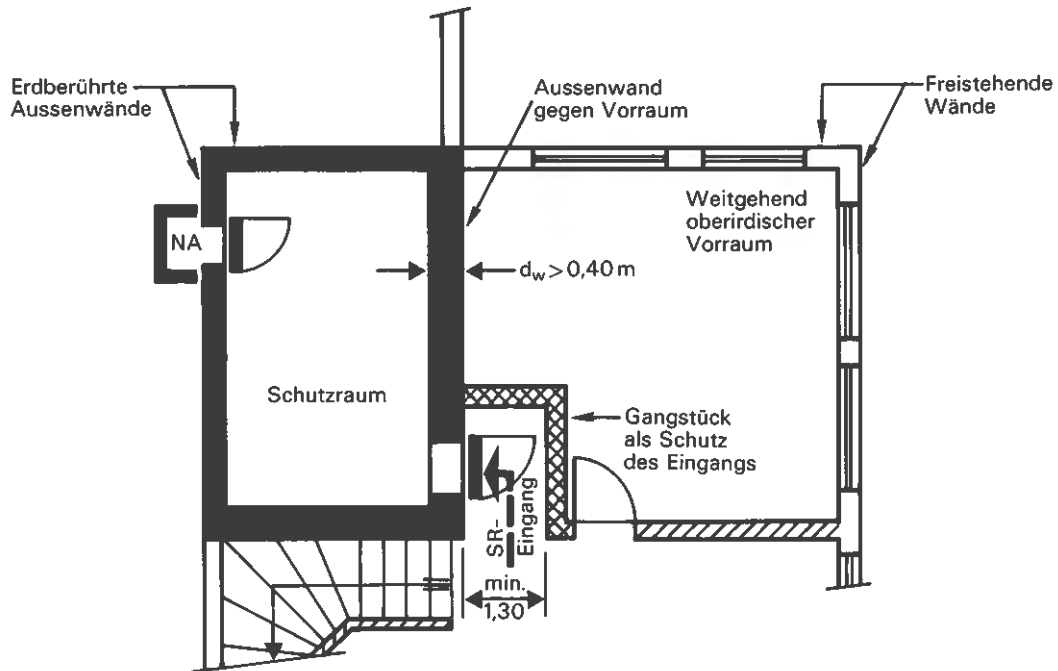 Erdberührte
Aussenwände
Aussenwand
gegen Vorraum
Freistehende
Wände
Weitgehend
oberirdischer
Vorraum
NA
d_w > 0,40 m
Schutzraum
Gangstück
als Schutz
des Eingangs
SR-
Eingang
min.
1,30